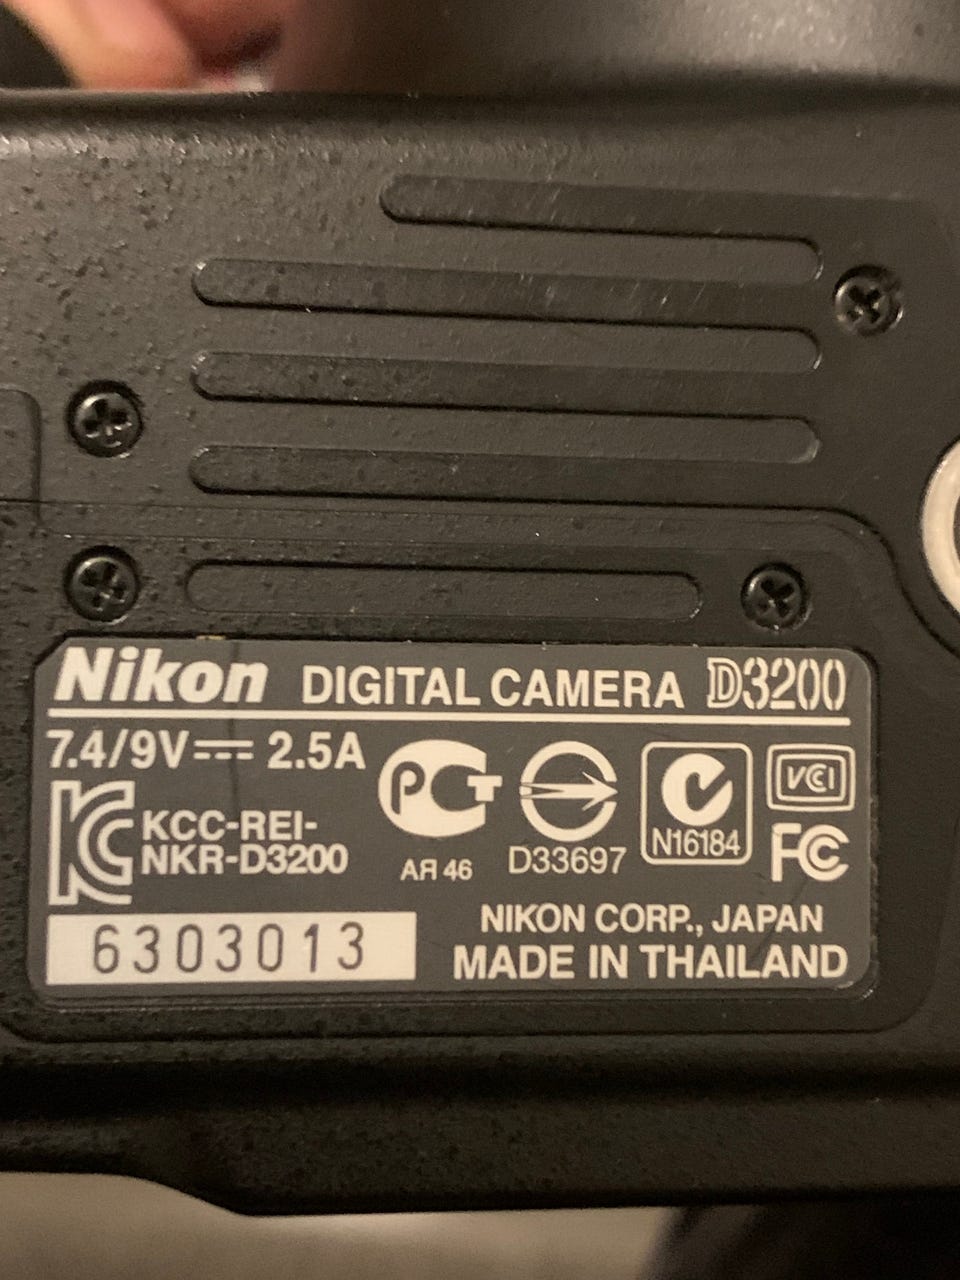 Nikon DIGITAL CAMERA D3200
7.4/9V⎓ 2.5A
PCT
N16184
VCI
KCC-REI-
NKR-D3200
АЯ 46
D33697
FC
6303013
NIKON CORP., JAPAN
MADE IN THAILAND